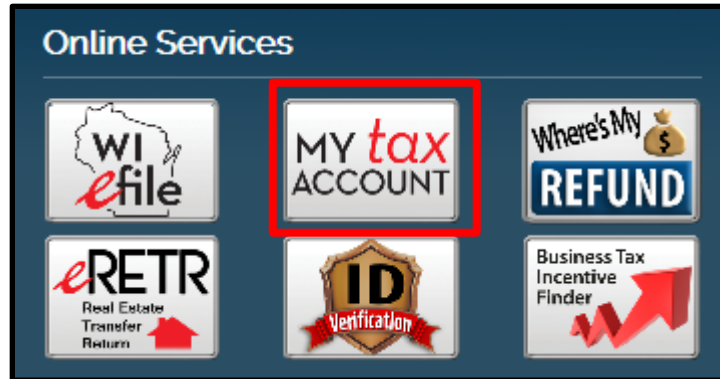 Online Services
WI
efile
MY tax
ACCOUNT
Where's My
$
REFUND
eRETR
Real Estate
Transfer
Return
ID
Verification
Business Tax
Incentive
Finder